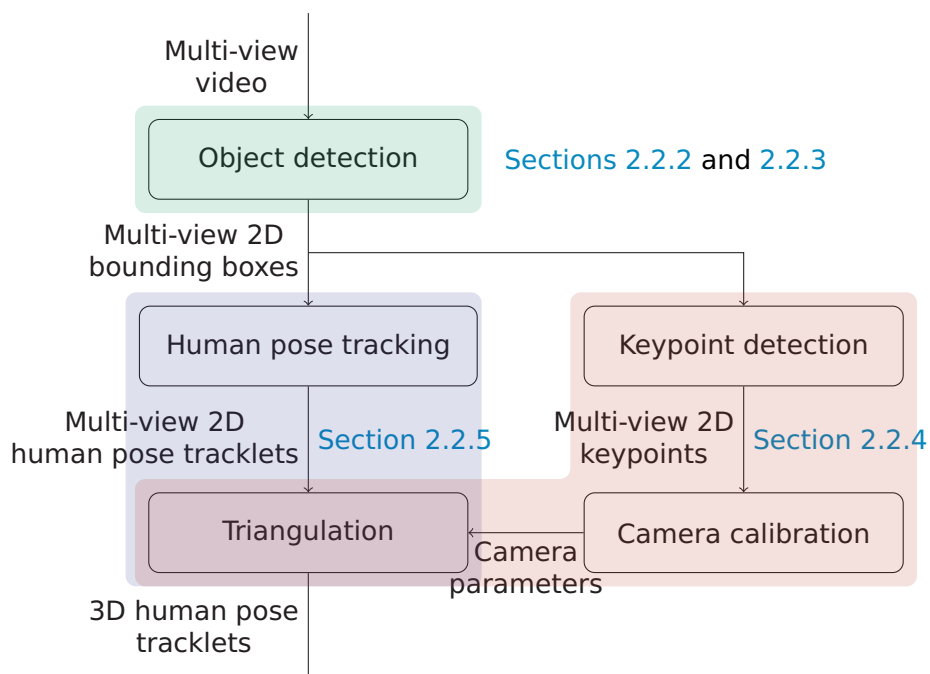 Multi-view
video
Object detection
Sections 2.2.2 and 2.2.3
Multi-view 2D
bounding boxes
Human pose tracking
Keypoint detection
Multi-view 2D
human pose tracklets
Section 2.2.5
Multi-view 2D
keypoints
Section 2.2.4
Triangulation
Camera calibration
Camera
parameters
3D human pose
tracklets